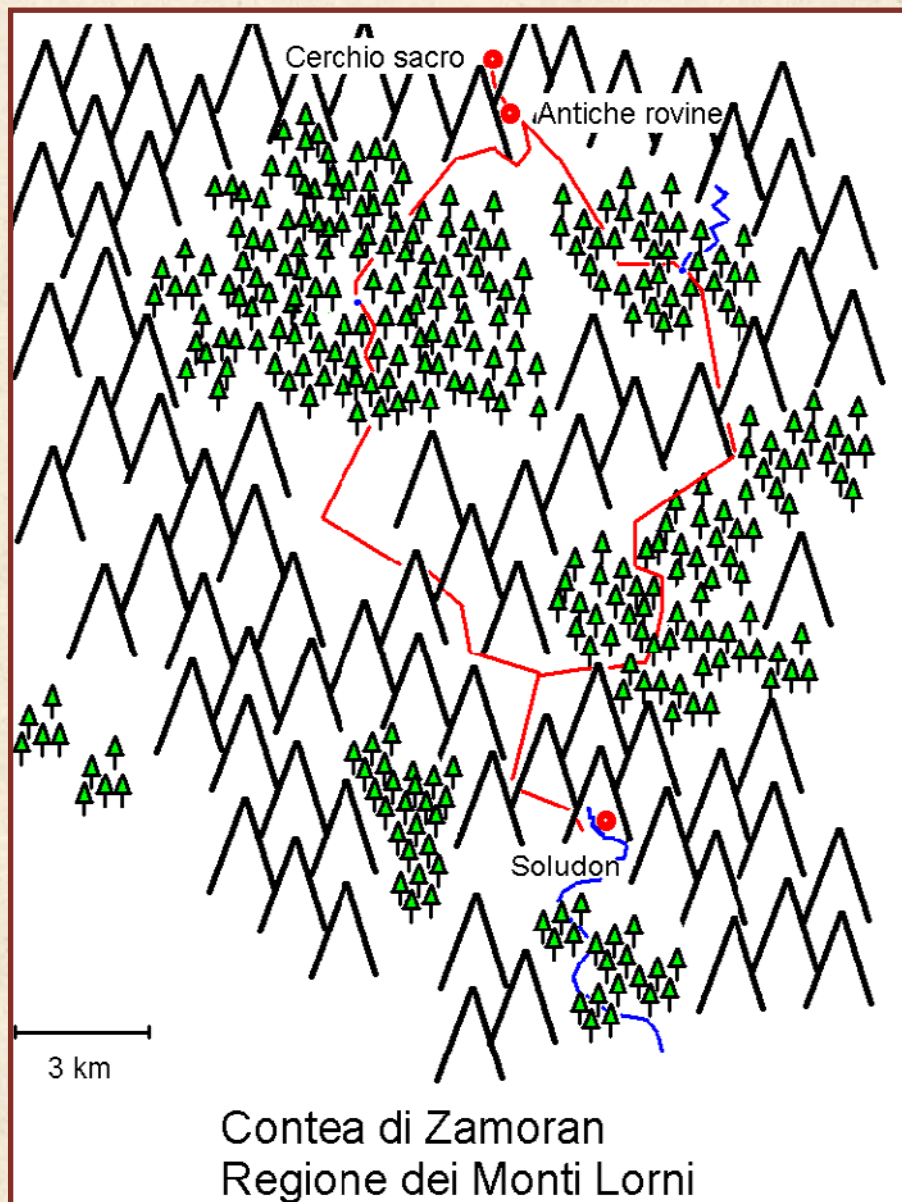 Cerchio sacro
Antiche rovine
Soludon
3 km
Contea di Zamoran
Regione dei Monti Lorni